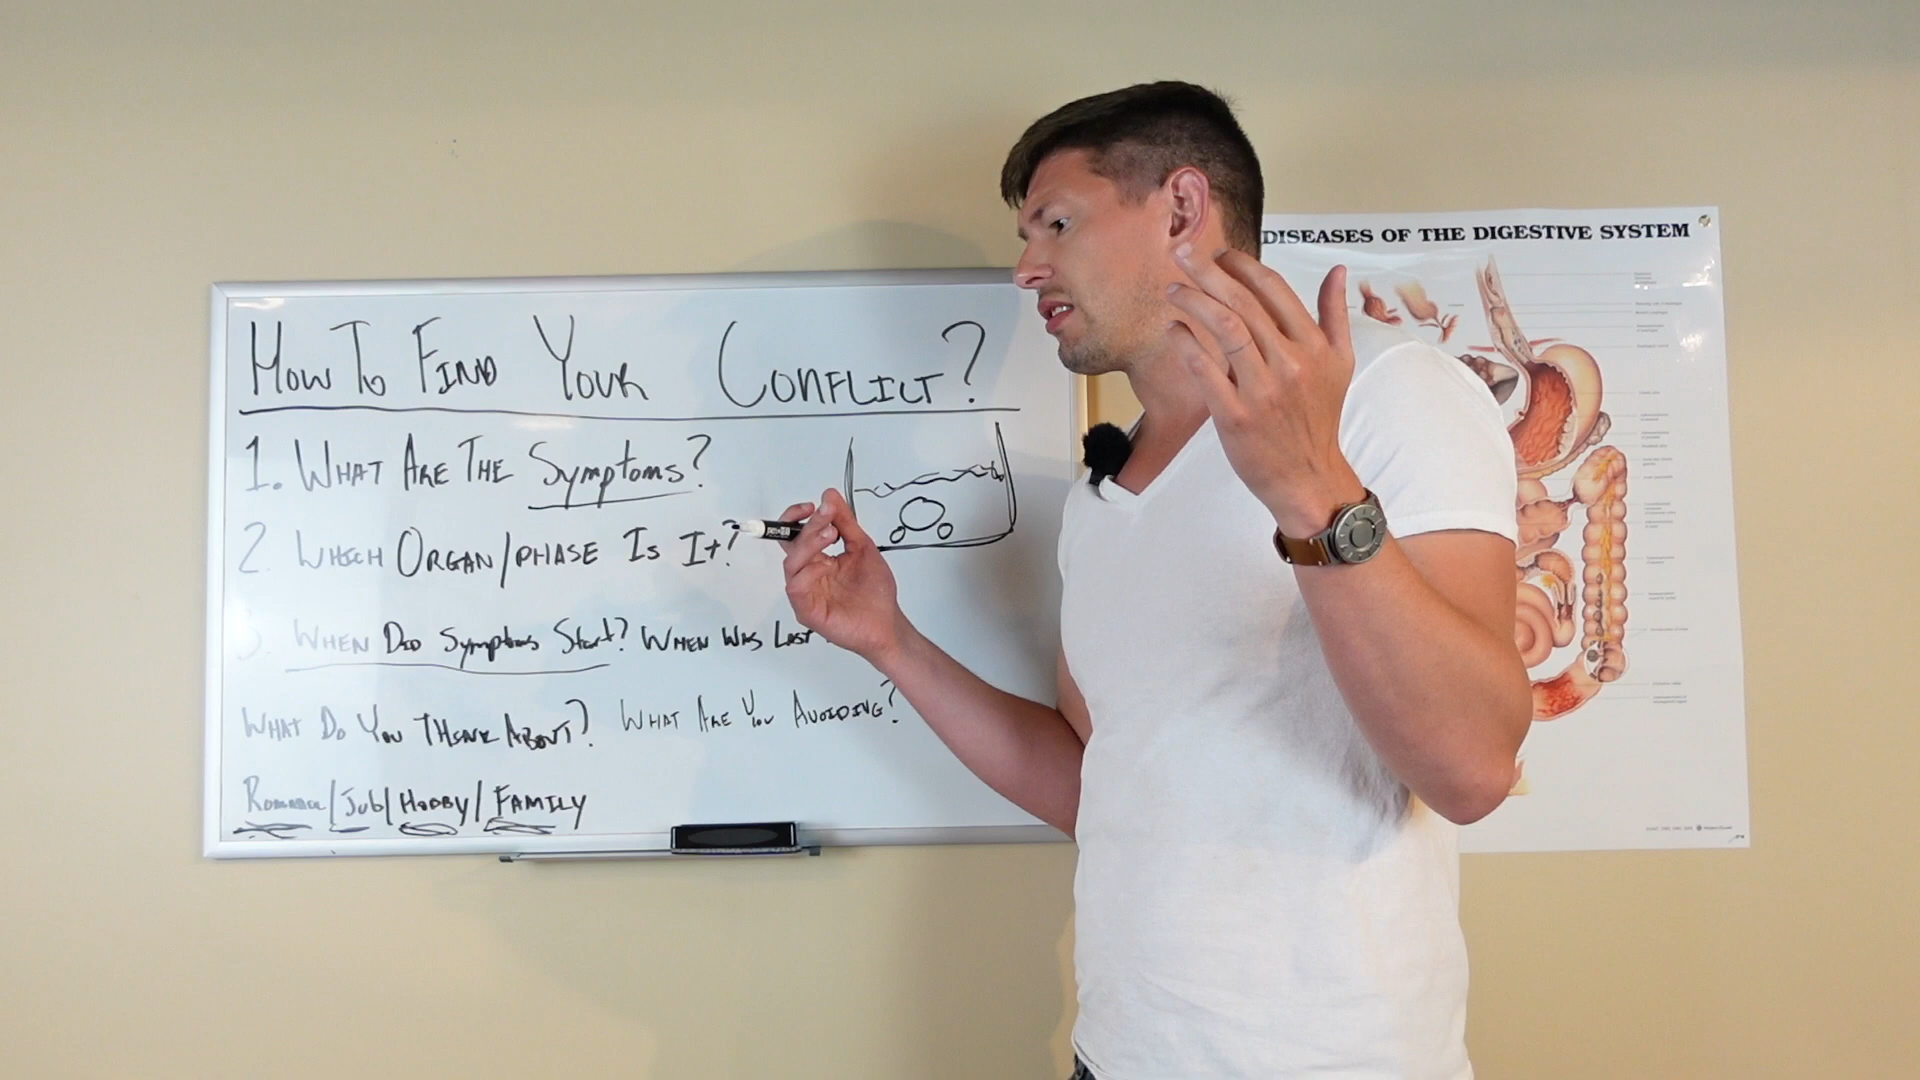 How To Find Your Conflict?
1. What Are The Symptoms?
2. Which Organ/phase Is It?
3. When Did Symptoms Start? When Was Last
What Do You Think About? What Are You Avoiding?
Romance/Job/Hobby/Family
DISEASES OF THE DIGESTIVE SYSTEM